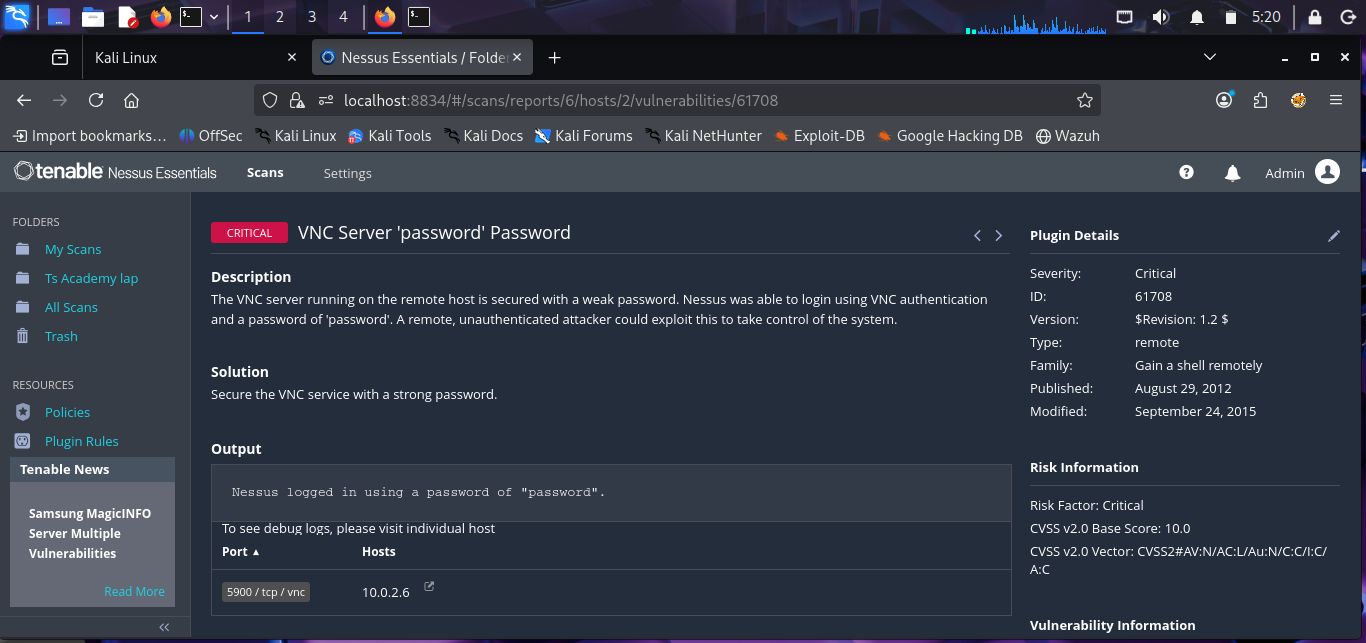 1
2
3
4
5:20
Kali Linux
Nessus Essentials / Folde
localhost:8834/#/scans/reports/6/hosts/2/vulnerabilities/61708
Import bookmarks...
OffSec
Kali Linux
Kali Tools
Kali Docs
Kali Forums
Kali NetHunter
Exploit-DB
Google Hacking DB
Wazuh
tenable Nessus Essentials
Scans
Settings
Admin
FOLDERS
My Scans
Ts Academy lap
All Scans
Trash
RESOURCES
Policies
Plugin Rules
Tenable News
Samsung MagicINFO
Server Multiple
Vulnerabilities
Read More
CRITICAL
VNC Server 'password' Password
Description
The VNC server running on the remote host is secured with a weak password. Nessus was able to login using VNC authentication
and a password of 'password'. A remote, unauthenticated attacker could exploit this to take control of the system.
Solution
Secure the VNC service with a strong password.
Output
Nessus logged in using a password of "password".
To see debug logs, please visit individual host
Port ▲ Hosts
5900 / tcp / vnc 10.0.2.6
Plugin Details
Severity: Critical
ID: 61708
Version: $Revision: 1.2 $
Type: remote
Family: Gain a shell remotely
Published: August 29, 2012
Modified: September 24, 2015
Risk Information
Risk Factor: Critical
CVSS v2.0 Base Score: 10.0
CVSS v2.0 Vector: CVSS2#AV:N/AC:L/Au:N/C:C/I:C/
A:C
Vulnerability Information